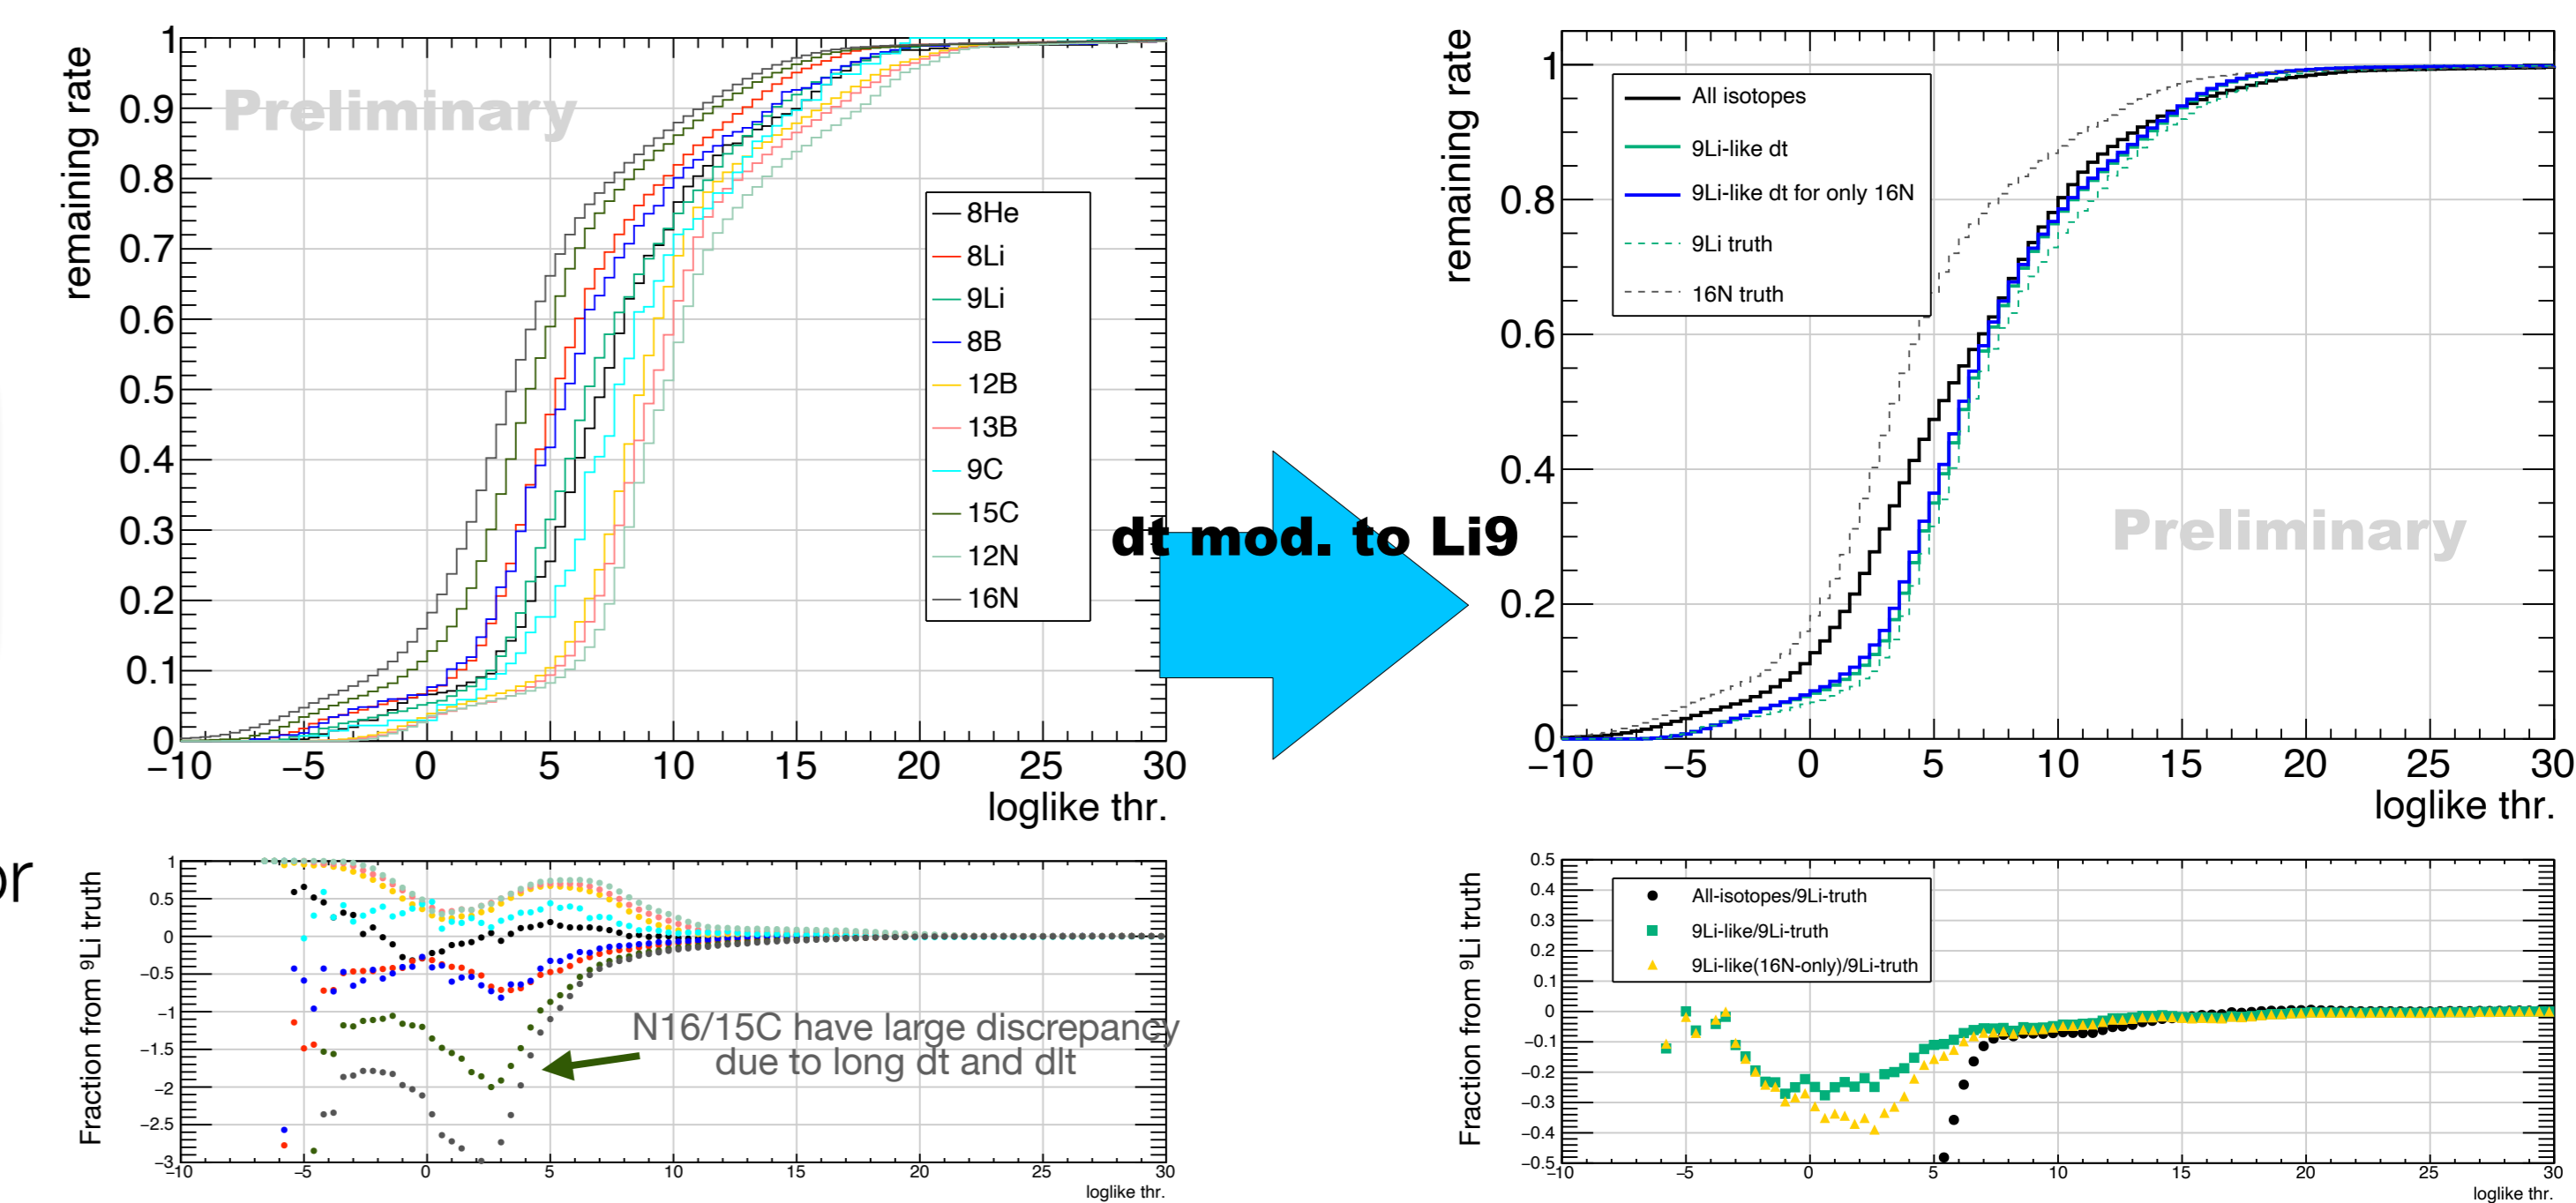 remaining rate
Preliminary
1
0.9
0.8
0.7
0.6
0.5
0.4
0.3
0.2
0.1
0
8He
8Li
9Li
8B
12B
13B
9C
15C
12N
16N
−10 −5 0 5 10 15 20 25 30
loglike thr.
dt mod. to Li9
remaining rate
1
0.8
0.6
0.4
0.2
0
All isotopes
9Li-like dt
9Li-like dt for only 16N
9Li truth
16N truth
Preliminary
−10 −5 0 5 10 15 20 25 30
loglike thr.
or
Fraction from ⁹Li truth
1
0.5
0
−0.5
−1
−1.5
−2
−2.5
−3
N16/15C have large discrepancy
due to long dt and dlt
−10 −5 0 5 10 15 20 25 30
loglike thr.
Fraction from ⁹Li truth
0.5
0.4
0.3
0.2
0.1
0
−0.1
−0.2
−0.3
−0.4
−0.5
All-isotopes/9Li-truth
9Li-like/9Li-truth
9Li-like(16N-only)/9Li-truth
−10 −5 0 5 10 15 20 25 30
loglike thr.